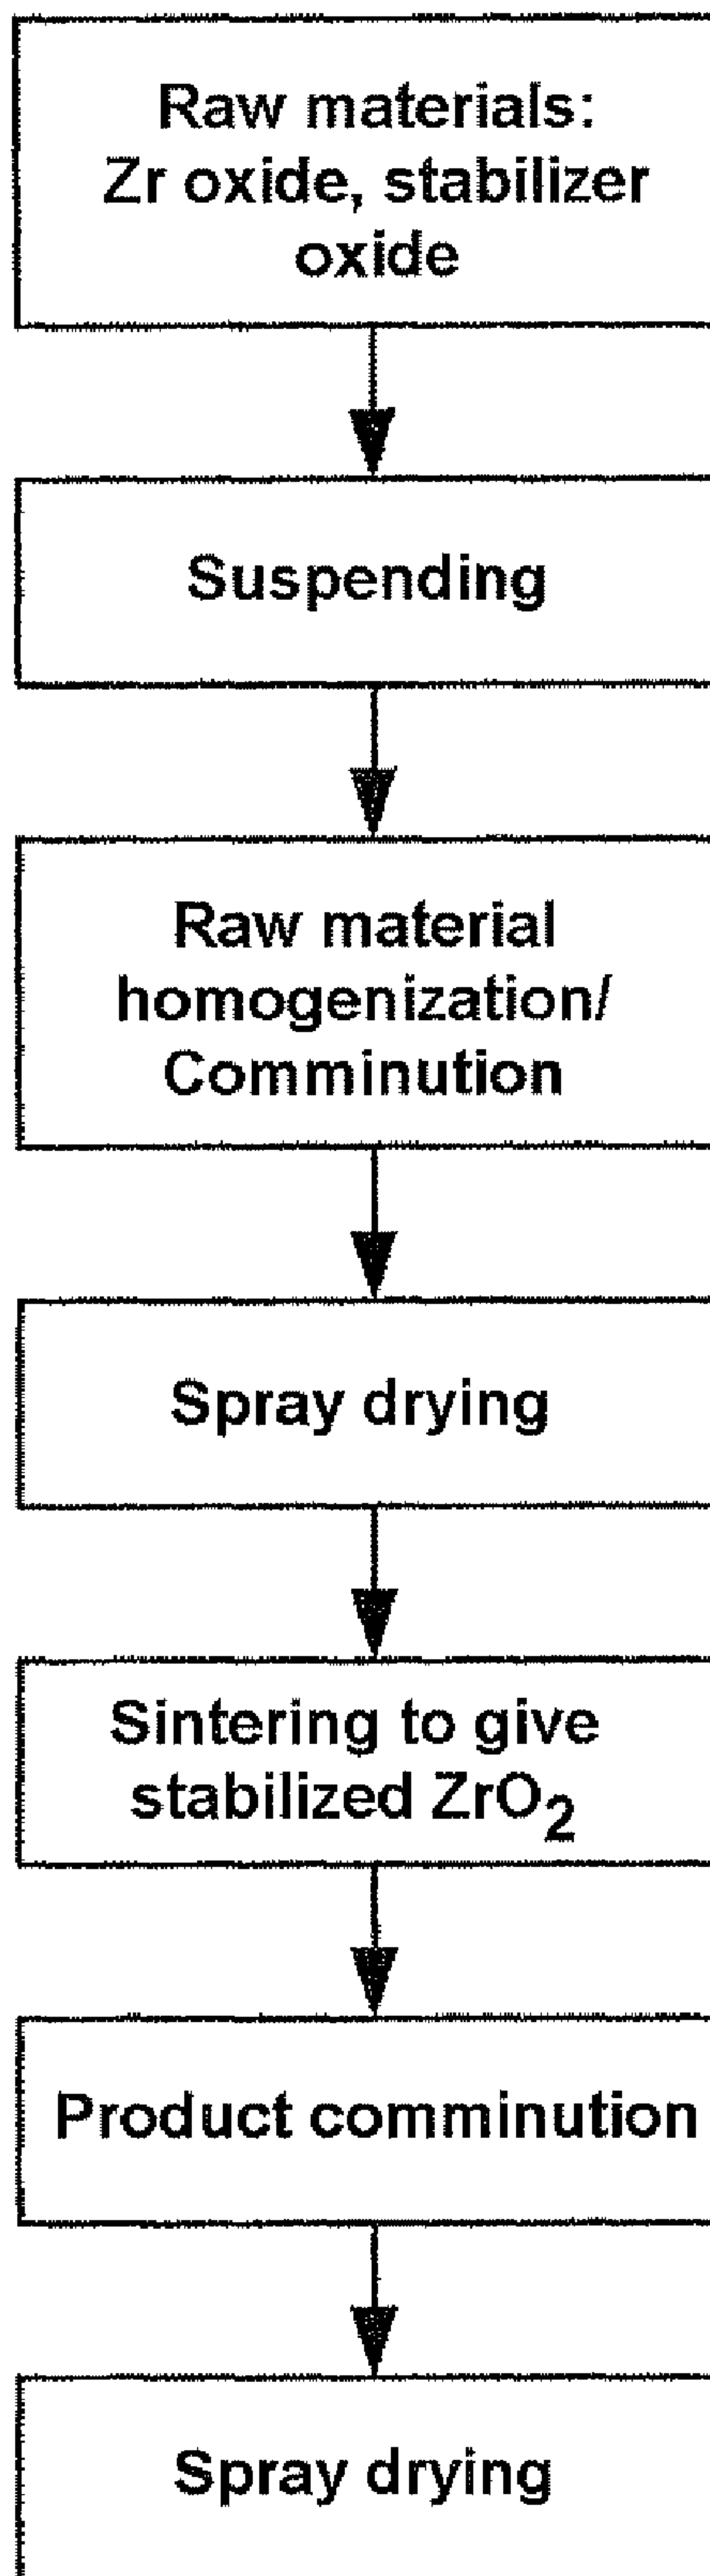 Raw materials:
Zr oxide, stabilizer
oxide
Suspending
Raw material
homogenization/
Comminution
Spray drying
Sintering to give
stabilized ZrO₂
Product comminution
Spray drying